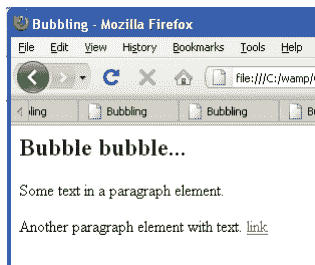 Bubbling - Mozilla Firefox
File Edit View History Bookmarks Tools Help
file:///C:/wamp/
bling Bubbling Bubbling B
Bubble bubble...
Some text in a paragraph element.
Another paragraph element with text. link